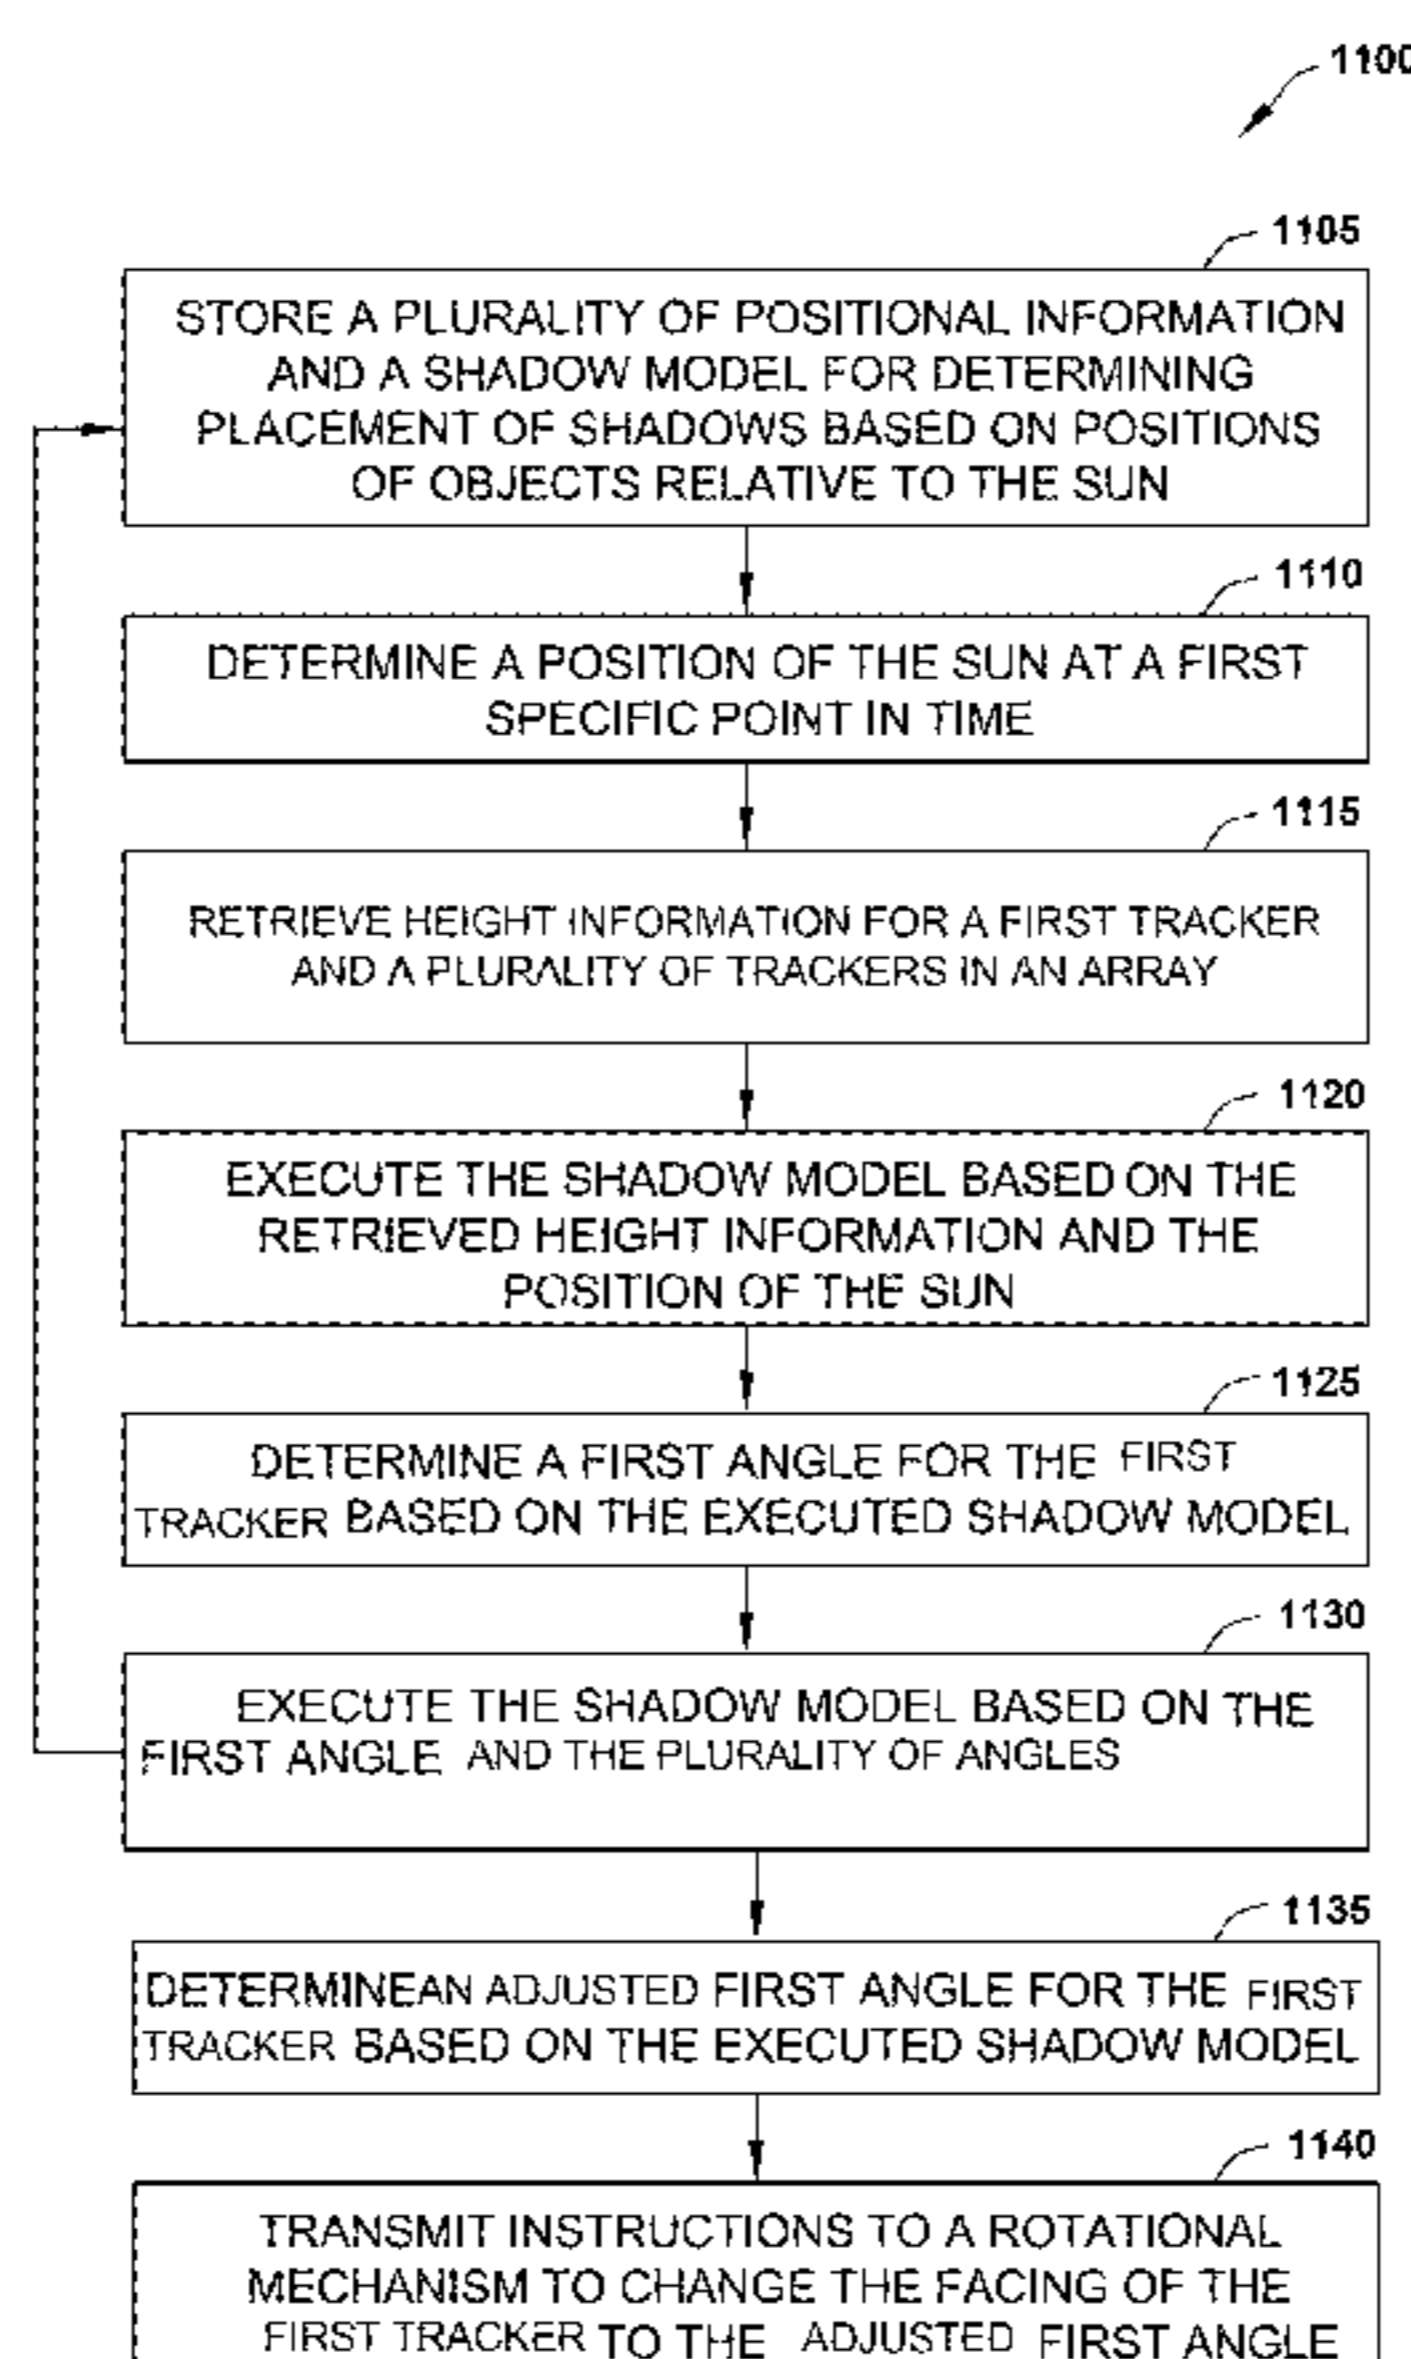 1100
1105
STORE A PLURALITY OF POSITIONAL INFORMATION
AND A SHADOW MODEL FOR DETERMINING
PLACEMENT OF SHADOWS BASED ON POSITIONS
OF OBJECTS RELATIVE TO THE SUN
1110
DETERMINE A POSITION OF THE SUN AT A FIRST
SPECIFIC POINT IN TIME
1115
RETRIEVE HEIGHT INFORMATION FOR A FIRST TRACKER
AND A PLURALITY OF TRACKERS IN AN ARRAY
1120
EXECUTE THE SHADOW MODEL BASED ON THE
RETRIEVED HEIGHT INFORMATION AND THE
POSITION OF THE SUN
1125
DETERMINE A FIRST ANGLE FOR THE FIRST
TRACKER BASED ON THE EXECUTED SHADOW MODEL
1130
EXECUTE THE SHADOW MODEL BASED ON THE
FIRST ANGLE AND THE PLURALITY OF ANGLES
1135
DETERMINEAN ADJUSTED FIRST ANGLE FOR THE FIRST
TRACKER BASED ON THE EXECUTED SHADOW MODEL
1140
TRANSMIT INSTRUCTIONS TO A ROTATIONAL
MECHANISM TO CHANGE THE FACING OF THE
FIRST TRACKER TO THE ADJUSTED FIRST ANGLE